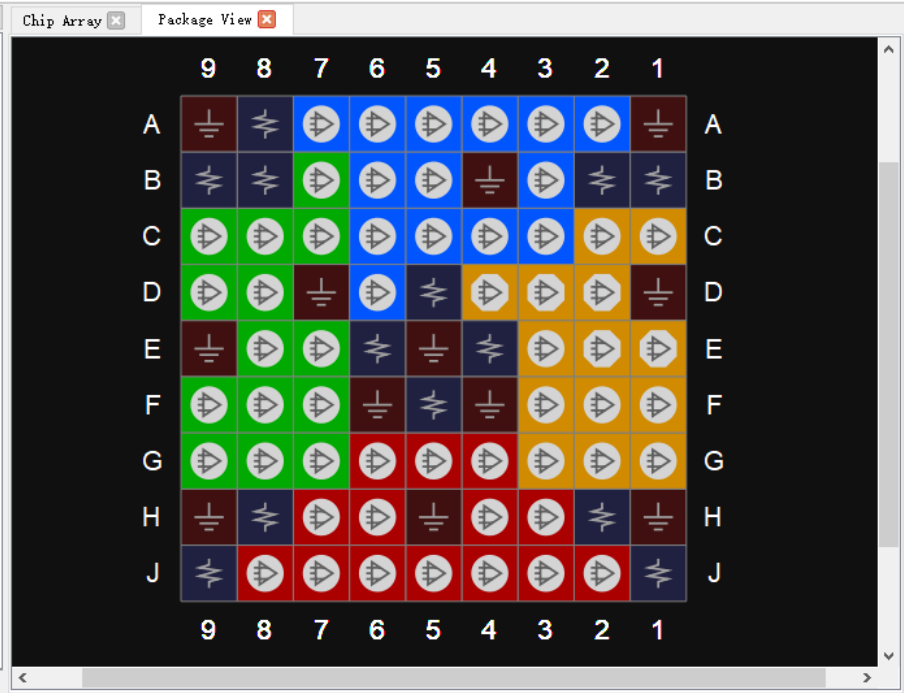 Chip Array Package View
9 8 7 6 5 4 3 2 1
A A
B B
C C
D D
E E
F F
G G
H H
J J
9 8 7 6 5 4 3 2 1